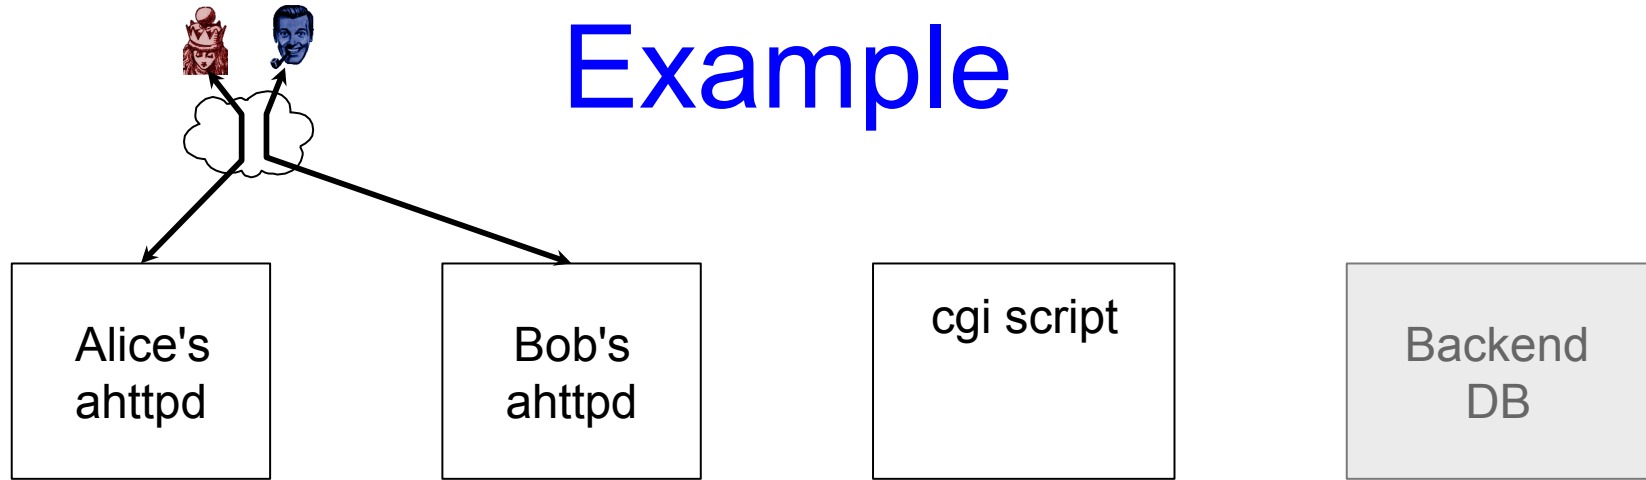 Example
Alice's
ahttpd
Bob's
ahttpd
cgi script
Backend
DB